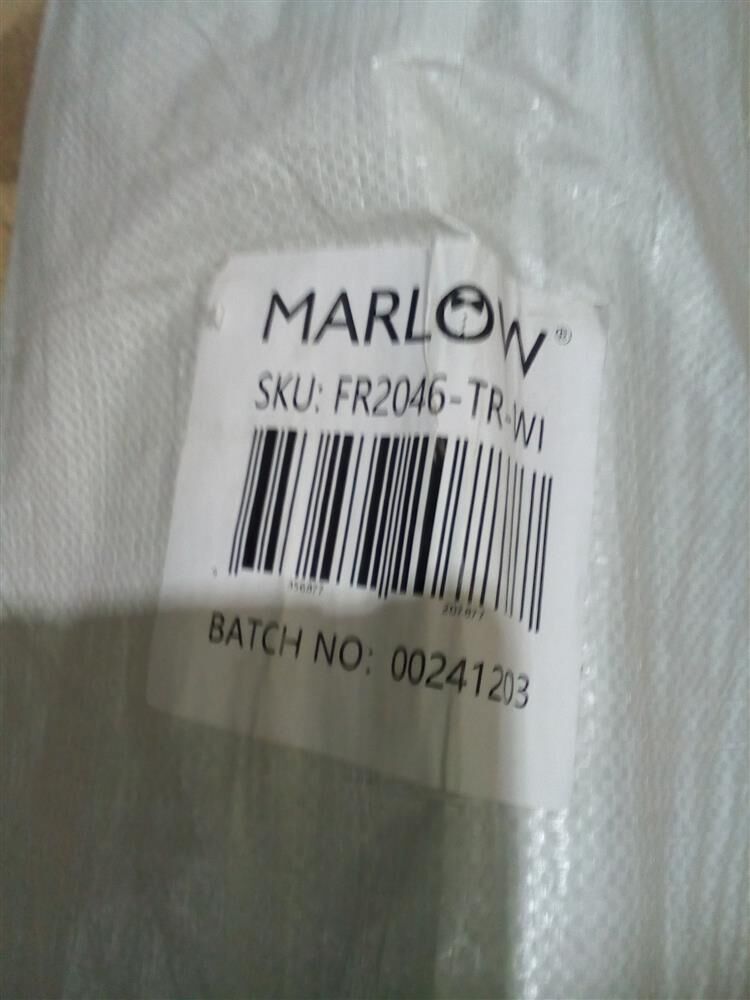 MARLOW®
SKU: FR2046-TR-WI
BATCH NO: 00241203